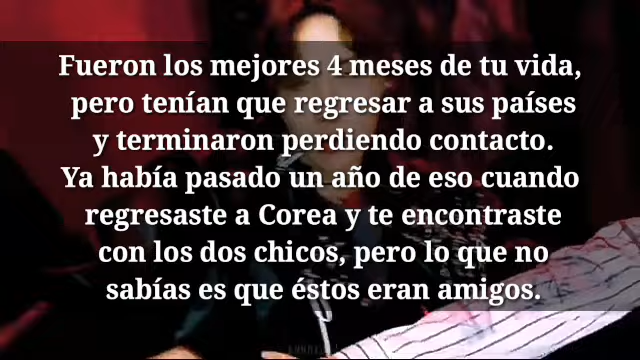 Fueron los mejores 4 meses de tu vida,
pero tenían que regresar a sus países
y terminaron perdiendo contacto.
Ya había pasado un año de eso cuando
regresaste a Corea y te encontraste
con los dos chicos, pero lo que no
sabías es que éstos eran amigos.